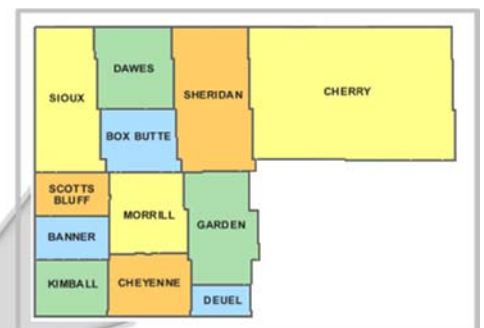 DAWES
SIOUX
SHERIDAN
CHERRY
BOX BUTTE
SCOTTS
BLUFF
MORRILL
GARDEN
BANNER
KIMBALL
CHEYENNE
DEUEL